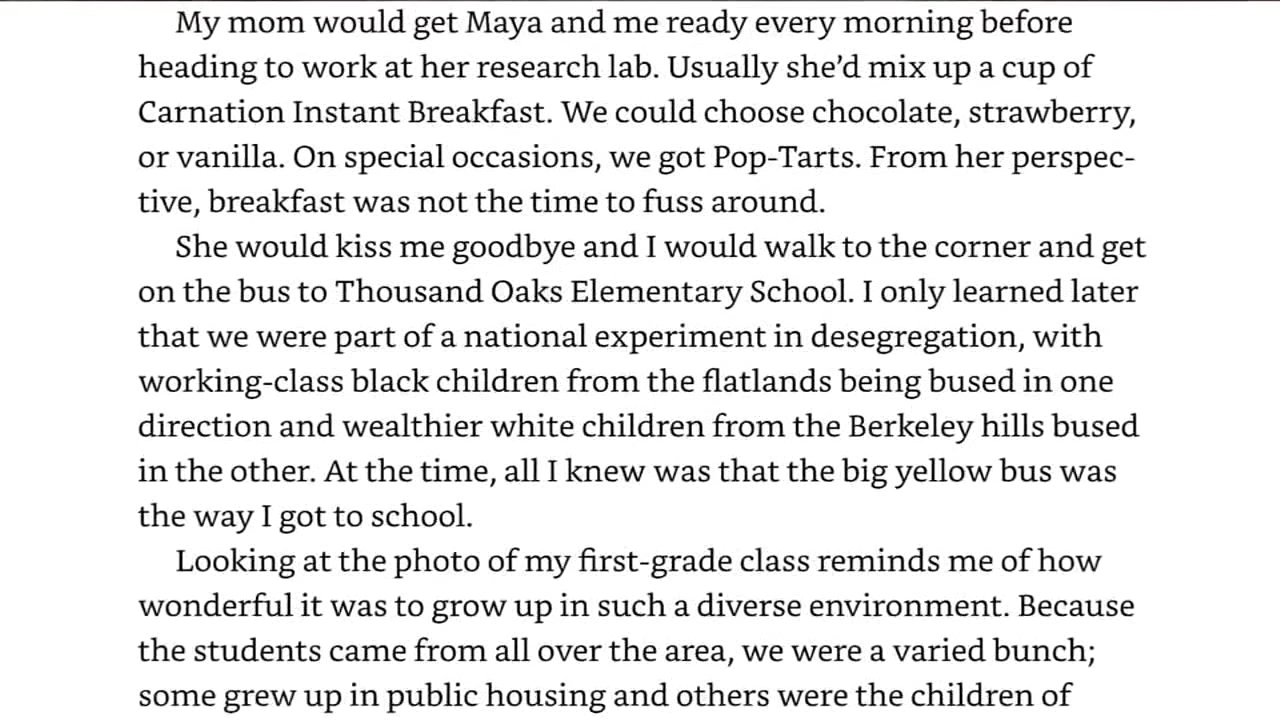 My mom would get Maya and me ready every morning before
heading to work at her research lab. Usually she’d mix up a cup of
Carnation Instant Breakfast. We could choose chocolate, strawberry,
or vanilla. On special occasions, we got Pop-Tarts. From her perspec-
tive, breakfast was not the time to fuss around.
She would kiss me goodbye and I would walk to the corner and get
on the bus to Thousand Oaks Elementary School. I only learned later
that we were part of a national experiment in desegregation, with
working-class black children from the flatlands being bused in one
direction and wealthier white children from the Berkeley hills bused
in the other. At the time, all I knew was that the big yellow bus was
the way I got to school.
Looking at the photo of my first-grade class reminds me of how
wonderful it was to grow up in such a diverse environment. Because
the students came from all over the area, we were a varied bunch;
some grew up in public housing and others were the children of